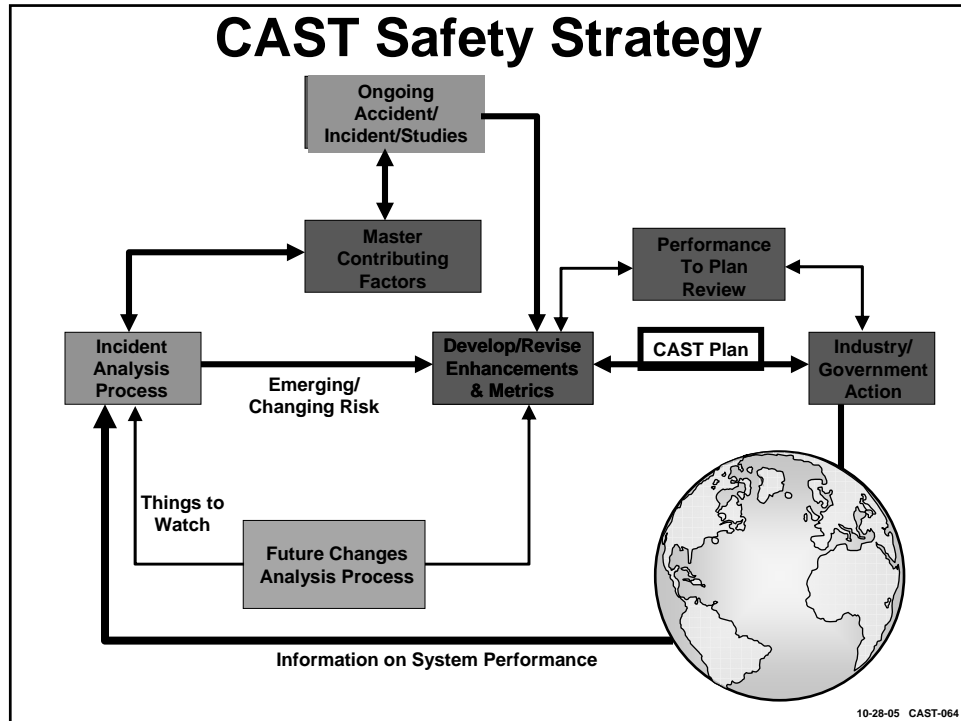 CAST Safety Strategy
Ongoing
Accident/
Incident/Studies
Master
Contributing
Factors
Performance
To Plan
Review
Incident
Analysis
Process
Emerging/
Changing Risk
Develop/Revise
Enhancements
& Metrics
CAST Plan
Industry/
Government
Action
Things to
Watch
Future Changes
Analysis Process
Information on System Performance
10-28-05 CAST-064